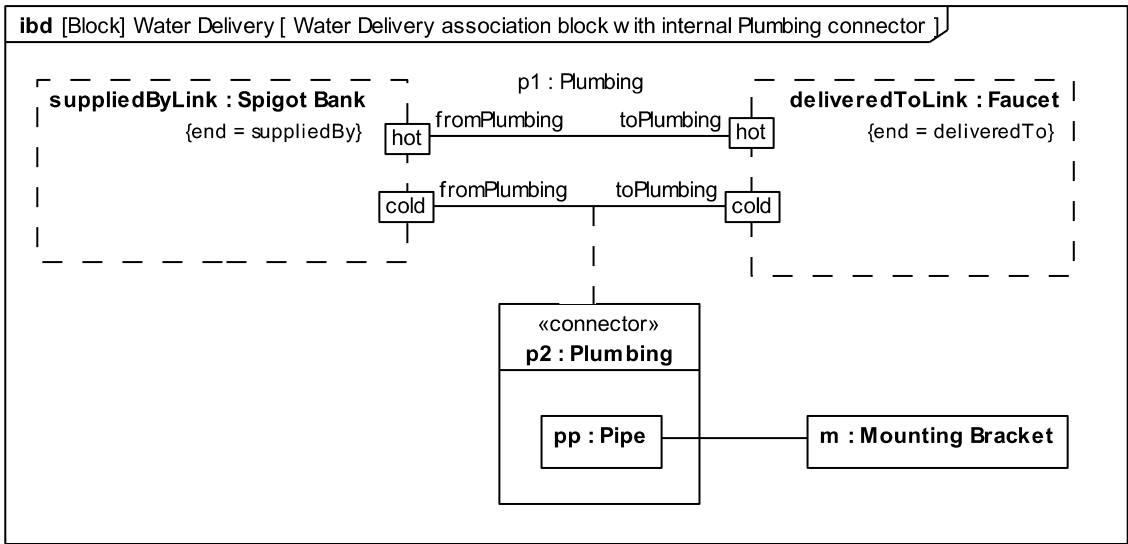 ibd [Block] Water Delivery [ Water Delivery association block with internal Plumbing connector ]
p1 : Plumbing
suppliedByLink : Spigot Bank
{end = suppliedBy}
deliveredToLink : Faucet
{end = deliveredTo}
hot
fromPlumbing
toPlumbing
hot
cold
fromPlumbing
toPlumbing
cold
«connector»
p2 : Plumbing
pp : Pipe
m : Mounting Bracket